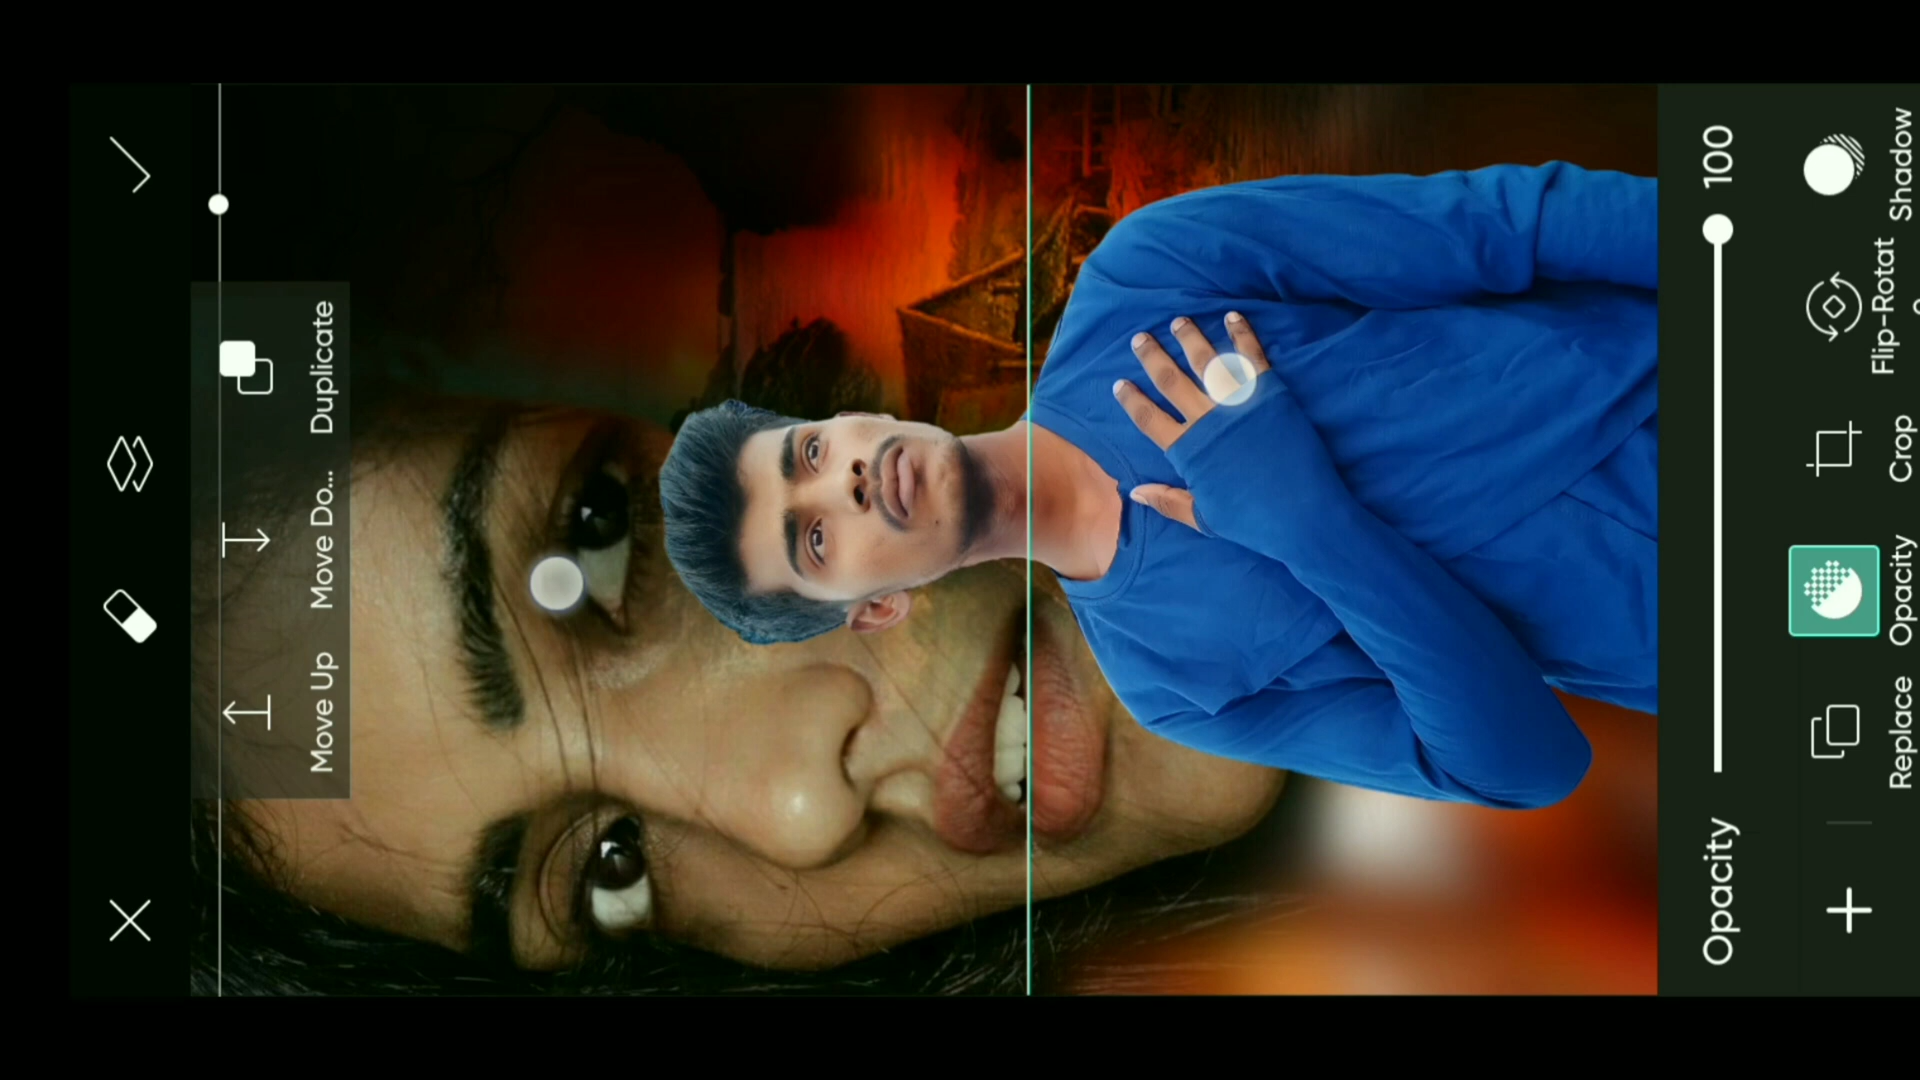 Move Up Move Do... Duplicate
Opacity 100
Replace Opacity Crop Flip-Rotat Shadow